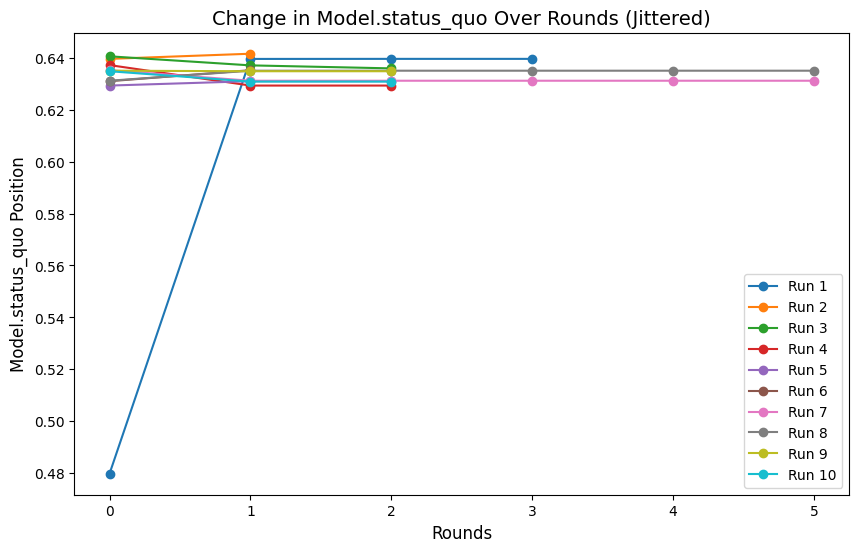 Change in Model.status_quo Over Rounds (Jittered)
Model.status_quo Position
0.64
0.62
0.60
0.58
0.56
0.54
0.52
0.50
0.48
0 1 2 3 4 5
Rounds
Run 1
Run 2
Run 3
Run 4
Run 5
Run 6
Run 7
Run 8
Run 9
Run 10